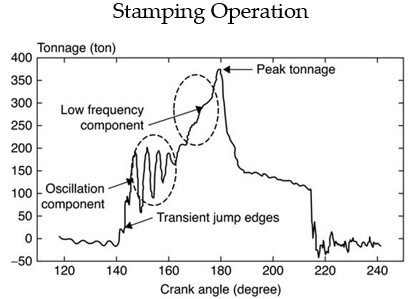 Stamping Operation
Tonnage (ton)
400
350
300
250
200
150
100
50
0
−50
Peak tonnage
Low frequency
component
Oscillation
component
Transient jump edges
120 140 160 180 200 220 240
Crank angle (degree)